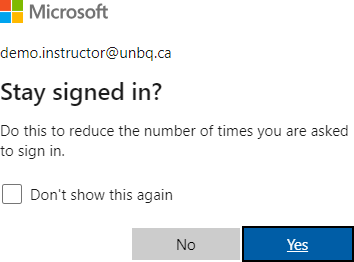 Microsoft
demo.instructor@unbq.ca
Stay signed in?
Do this to reduce the number of times you are asked
to sign in.
Don't show this again
No
Yes